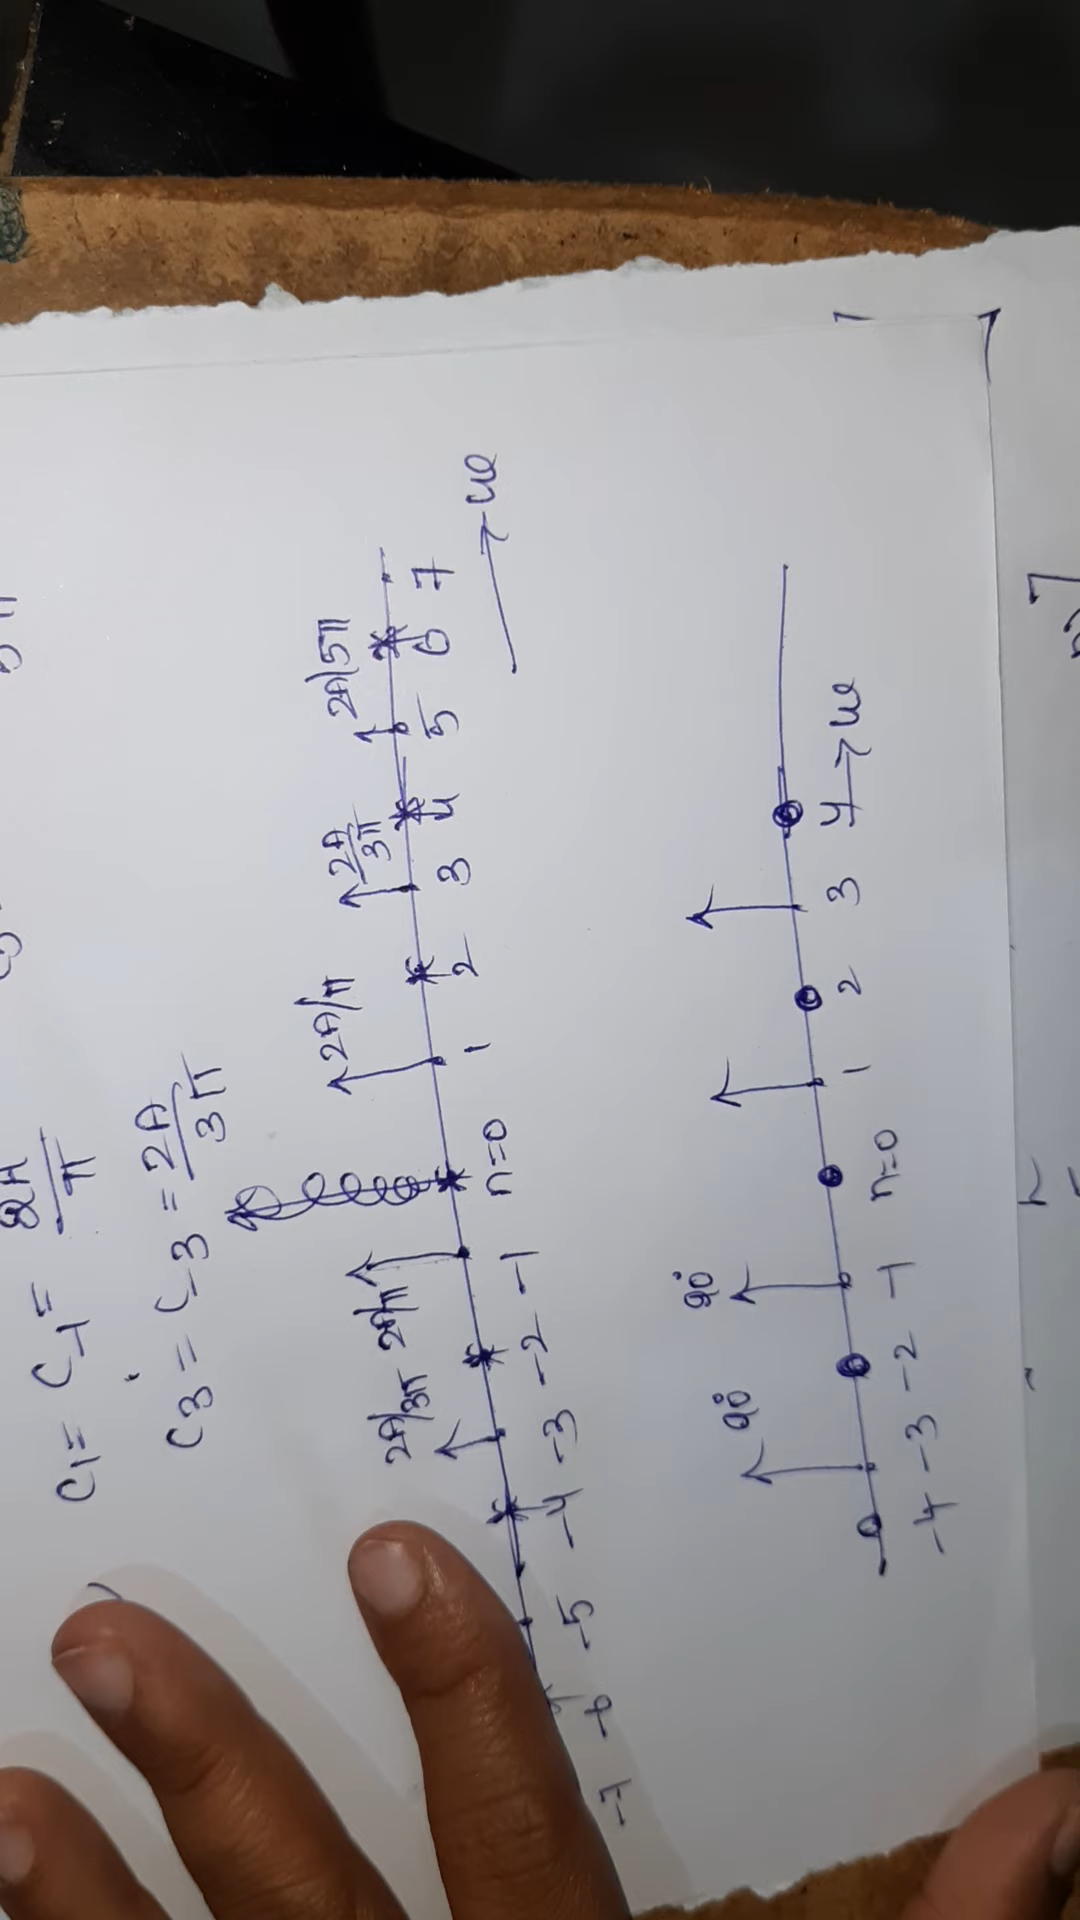 C1 = C-1 = 2A/π
C3 = C-3 = 2A/3π
2A/3π 2A/π 2A/π 2A/3π 2A/5π
-7 -6 -5 -4 -3 -2 -1 n=0 1 2 3 4 5 6 7
→ w
90° 90°
-4 -3 -2 -1 n=0 1 2 3 4 → w